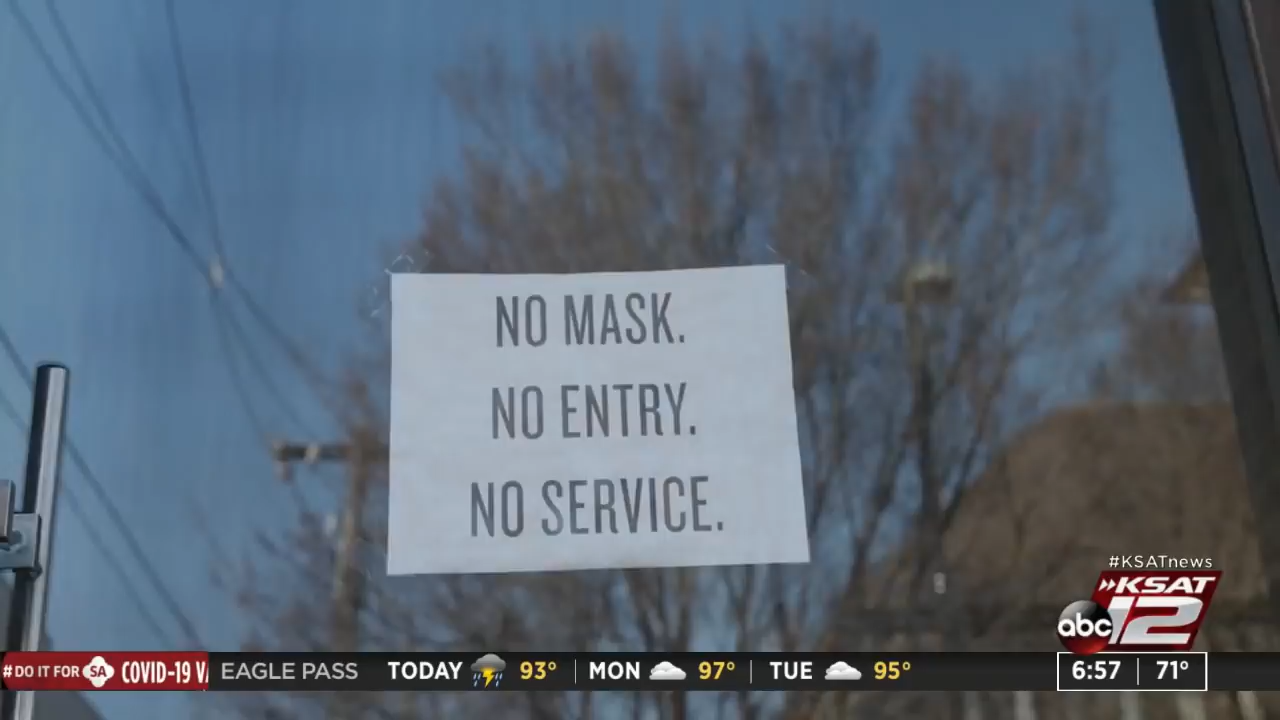 NO MASK.
NO ENTRY.
NO SERVICE.
#KSATnews
KSAT
abc 12
#DO IT FOR SA COVID-19 EAGLE PASS TODAY 93° MON 97° TUE 95° 6:57 71°